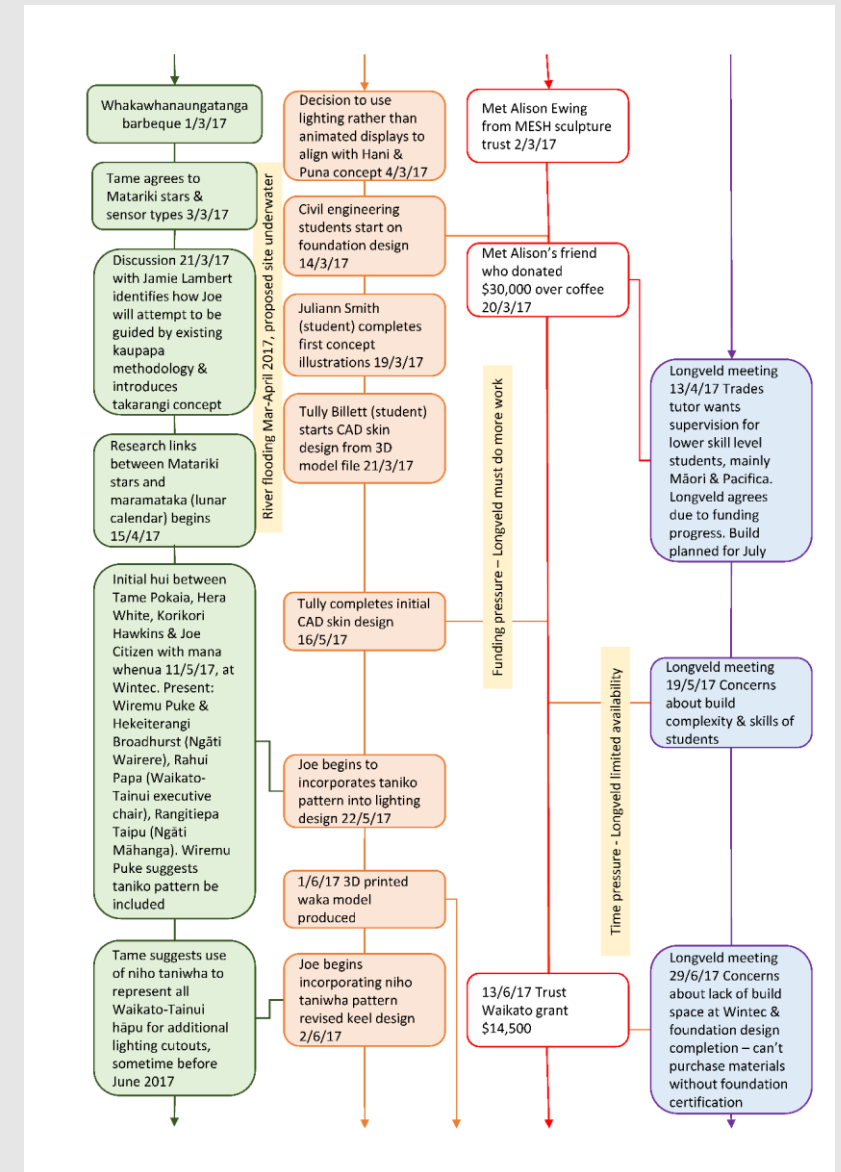 Whakawhanaungatanga
barbeque 1/3/17
Tame agrees to
Matariki stars &
sensor types 3/3/17
Discussion 21/3/17
with Jamie Lambert
identifies how Joe
will attempt to be
guided by existing
kaupapa
methodology &
introduces
takarangi concept
Research links
between Matariki
stars and
maramataka (lunar
calendar) begins
15/4/17
Initial hui between
Tame Pokaia, Hera
White, Korikori
Hawkins & Joe
Citizen with mana
whenua 11/5/17, at
Wintec. Present:
Wiremu Puke &
Hekeiterangi
Broadhurst (Ngāti
Wairere), Rahui
Papa (Waikato-
Tainui executive
chair), Rangitiepa
Taipu (Ngāti
Māhanga). Wiremu
Puke suggests
taniko pattern be
included
Tame suggests use
of niho taniwha to
represent all
Waikato-Tainui
hāpu for additional
lighting cutouts,
sometime before
June 2017
River flooding Mar-April 2017, proposed site underwater
Decision to use
lighting rather than
animated displays to
align with Hani &
Puna concept 4/3/17
Civil engineering
students start on
foundation design
14/3/17
Juliann Smith
(student) completes
first concept
illustrations 19/3/17
Tully Billett (student)
starts CAD skin
design from 3D
model file 21/3/17
Tully completes initial
CAD skin design
16/5/17
Joe begins to
incorporates taniko
pattern into lighting
design 22/5/17
1/6/17 3D printed
waka model
produced
Joe begins
incorporating niho
taniwha pattern
revised keel design
2/6/17
Funding pressure – Longveld must do more work
Met Alison Ewing
from MESH sculpture
trust 2/3/17
Met Alison's friend
who donated
$30,000 over coffee
20/3/17
13/6/17 Trust
Waikato grant
$14,500
Time pressure - Longveld limited availability
Longveld meeting
13/4/17 Trades
tutor wants
supervision for
lower skill level
students, mainly
Māori & Pacifica.
Longveld agrees
due to funding
progress. Build
planned for July
Longveld meeting
19/5/17 Concerns
about build
complexity & skills of
students
Longveld meeting
29/6/17 Concerns
about lack of build
space at Wintec &
foundation design
completion – can't
purchase materials
without foundation
certification